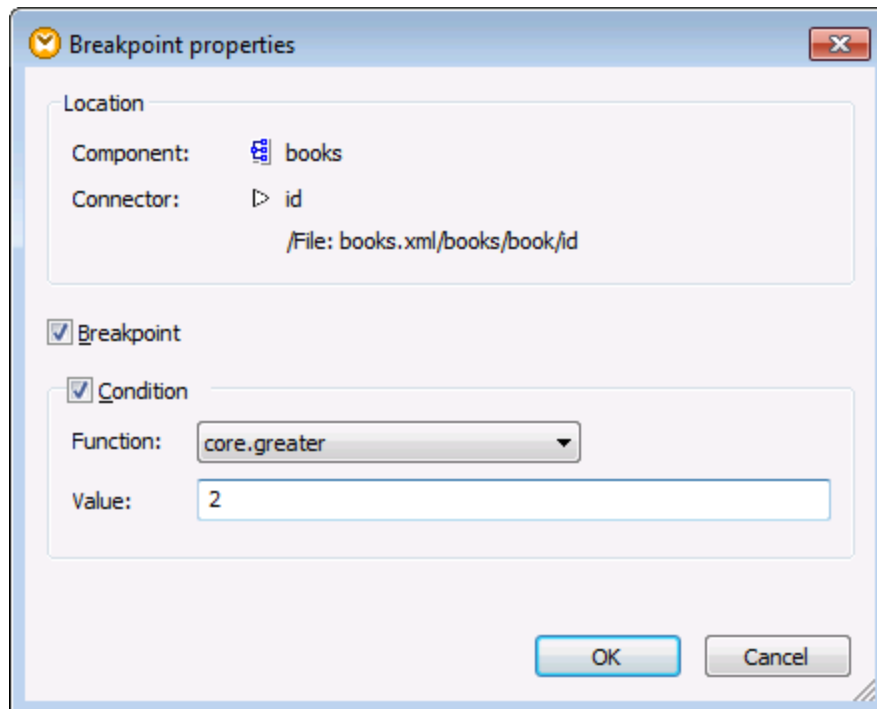 Breakpoint properties
Location
Component: books
Connector: id
/File: books.xml/books/book/id
Breakpoint
Condition
Function: core.greater
Value: 2
OK Cancel